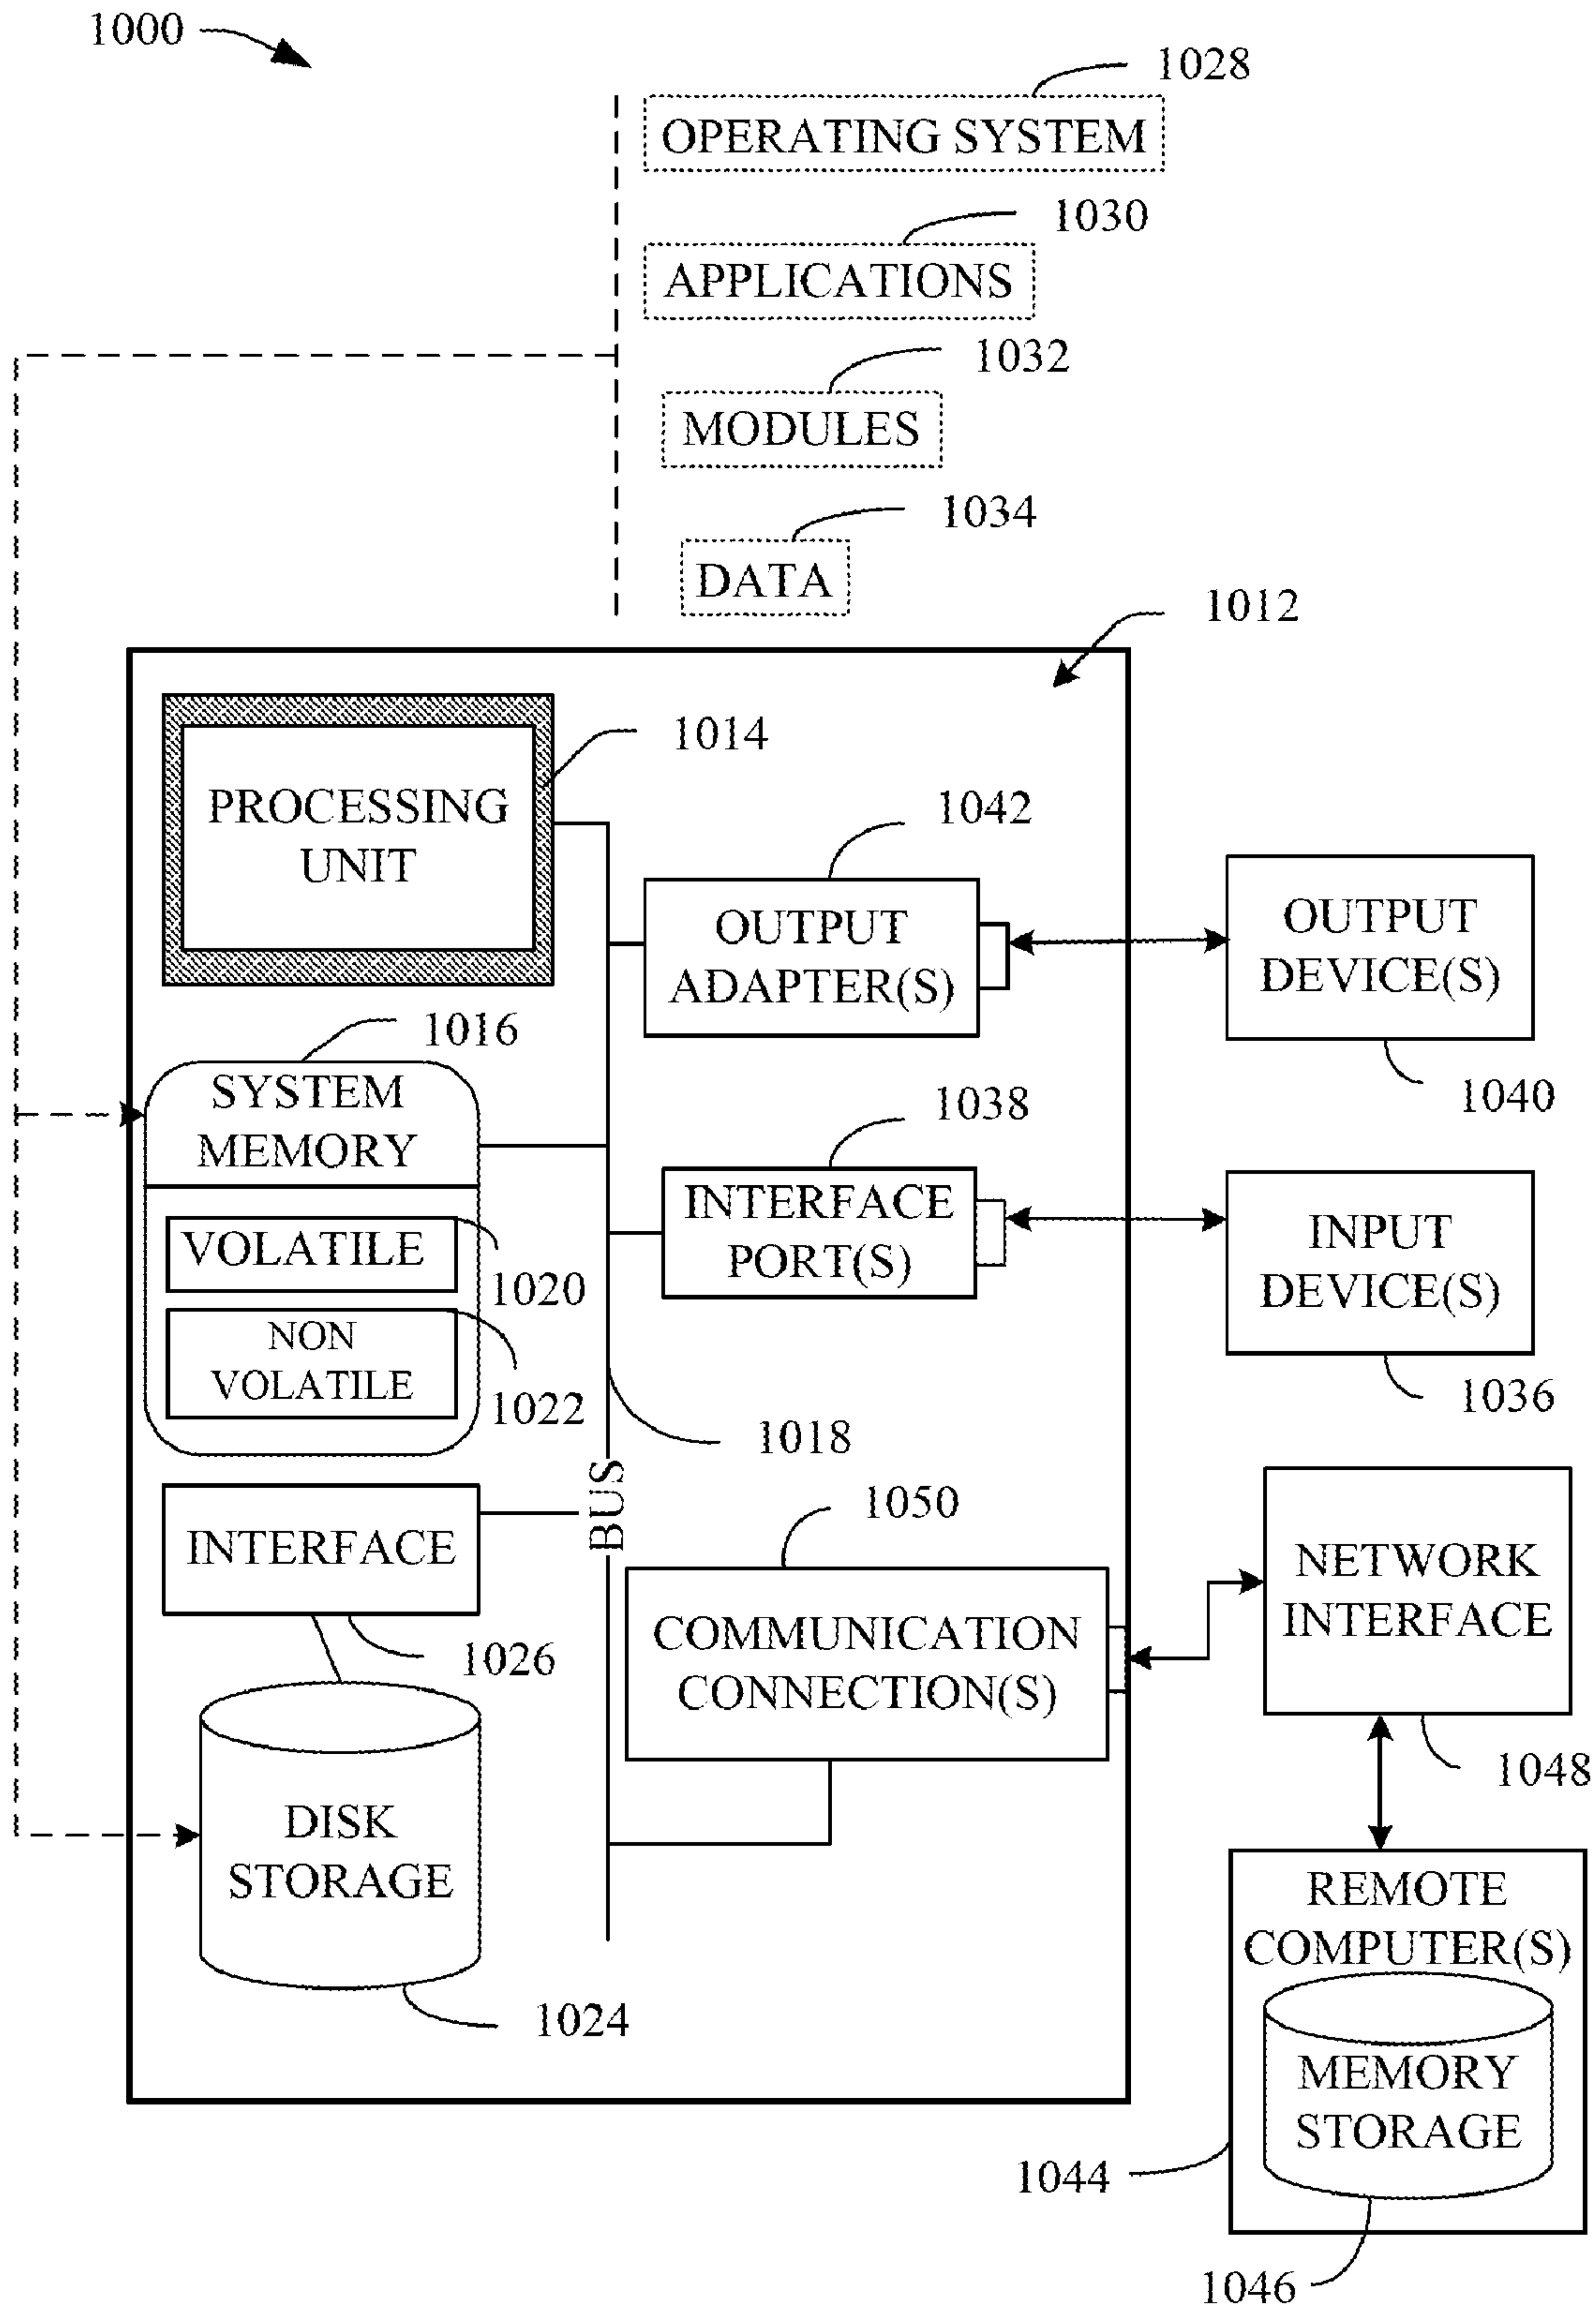 1000
1028
OPERATING SYSTEM
1030
APPLICATIONS
1032
MODULES
1034
DATA
1012
1014
PROCESSING
UNIT
1042
OUTPUT
ADAPTER(S)
OUTPUT
DEVICE(S)
1040
1016
SYSTEM
MEMORY
VOLATILE
1020
NON
VOLATILE
1022
1038
INTERFACE
PORT(S)
INPUT
DEVICE(S)
1036
1018
BUS
INTERFACE
1026
1050
COMMUNICATION
CONNECTION(S)
NETWORK
INTERFACE
1048
DISK
STORAGE
1024
REMOTE
COMPUTER(S)
MEMORY
STORAGE
1044
1046